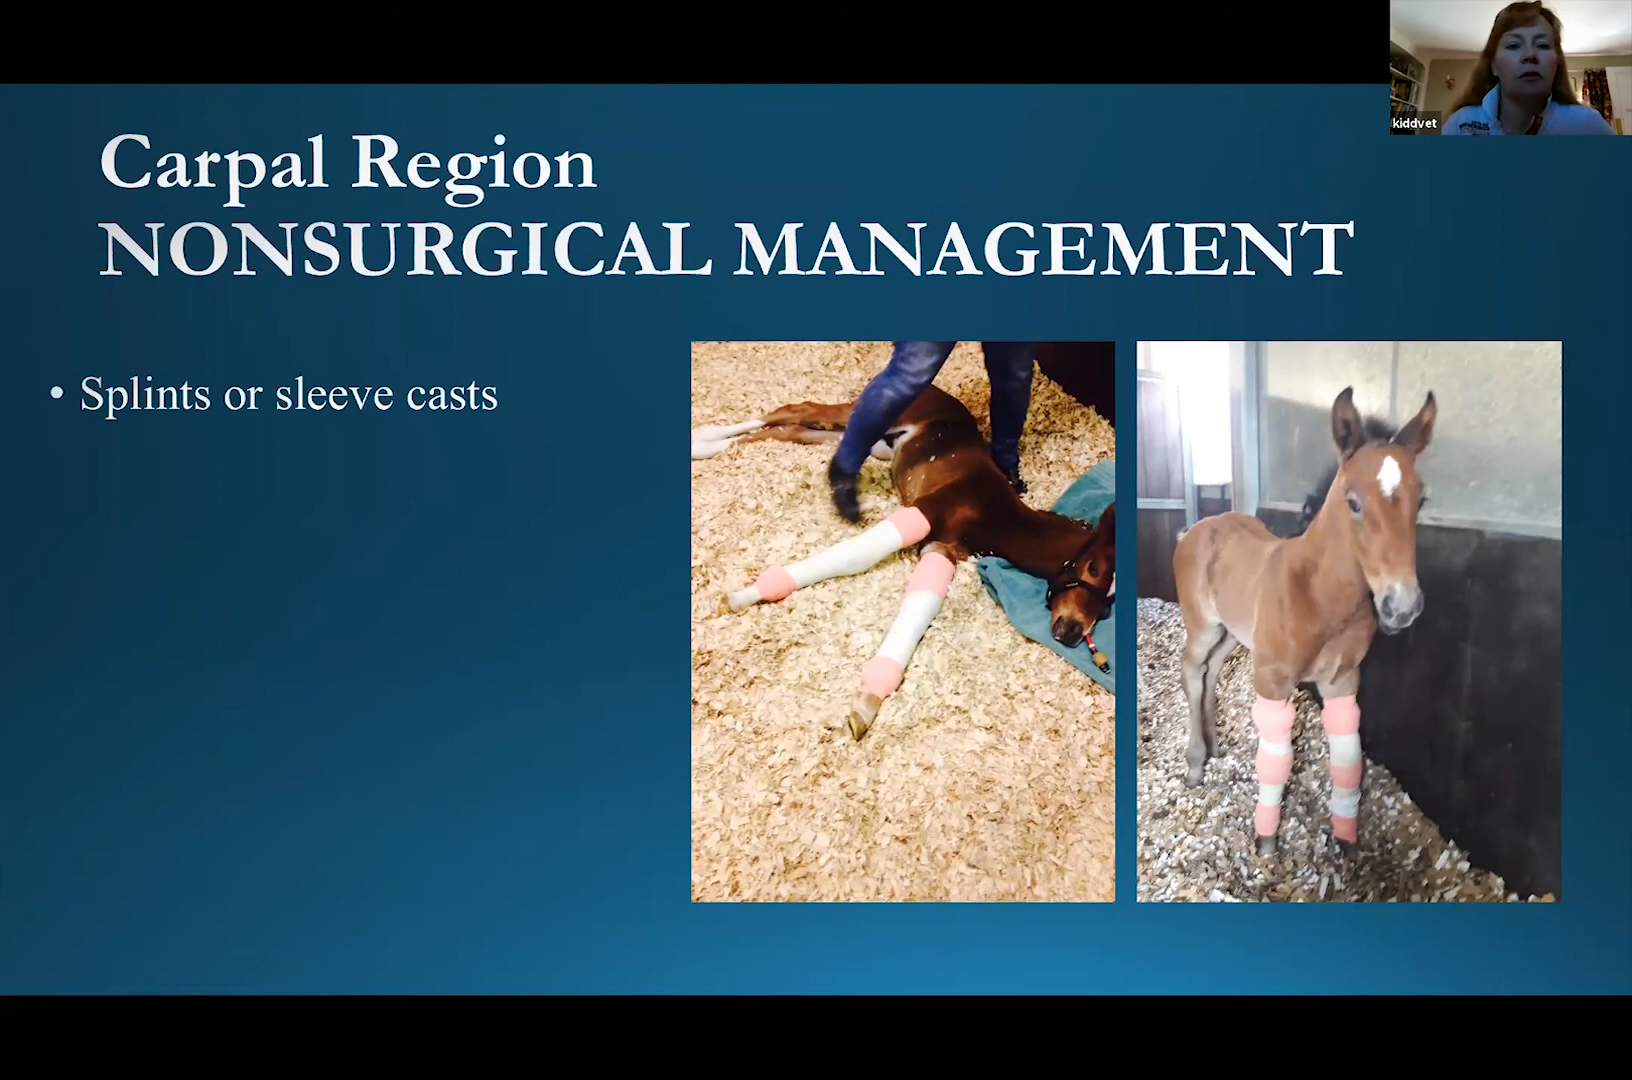 kiddvet
Carpal Region
NONSURGICAL MANAGEMENT
• Splints or sleeve casts